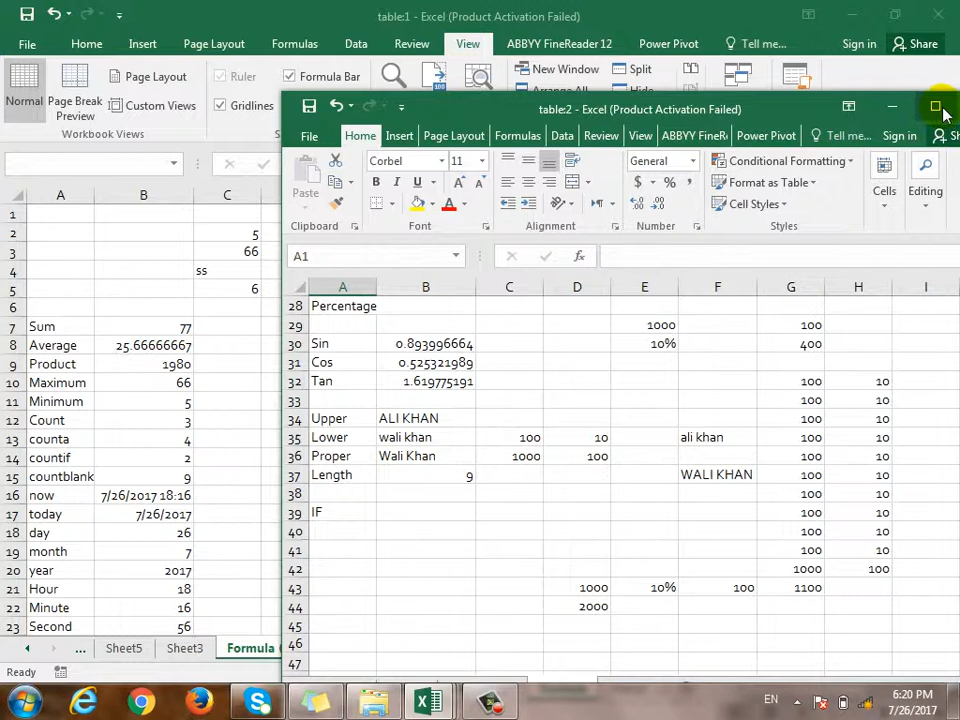 table:1 - Excel (Product Activation Failed)
File Home Insert Page Layout Formulas Data Review View ABBYY FineReader 12 Power Pivot Tell me... Sign in Share
Normal
Page Break Preview
Page Layout
Custom Views
Workbook Views
Ruler
Formula Bar
Gridlines
100
New Window
Split
Arrange All
Hide
A B C
1
2 5
3 66
4 ss
5 6
6
7 Sum 77
8 Average 25.66666667
9 Product 1980
10 Maximum 66
11 Minimum 5
12 Count 3
13 counta 4
14 countif 2
15 countblank 9
16 now 7/26/2017 18:16
17 today 7/26/2017
18 day 26
19 month 7
20 year 2017
21 Hour 18
22 Minute 16
23 Second 56
... Sheet5 Sheet3 Formula
Ready
table:2 - Excel (Product Activation Failed)
File Home Insert Page Layout Formulas Data Review View ABBYY FineR Power Pivot Tell me... Sign in Sh
Paste
Clipboard
Corbel 11
B I U A
Font
Alignment
General
$ % ,
Number
Conditional Formatting
Format as Table
Cell Styles
Styles
Cells
Editing
A1 fx
A B C D E F G H I
28 Percentage
29 1000 100
30 Sin 0.893996664 10% 400
31 Cos 0.525321989
32 Tan 1.619775191 100 10
33 100 10
34 Upper ALI KHAN 100 10
35 Lower wali khan 100 10 ali khan 100 10
36 Proper Wali Khan 1000 100 100 10
37 Length 9 WALI KHAN 100 10
38 100 10
39 IF 100 10
40 100 10
41 100 10
42 1000 100
43 1000 10% 100 1100
44 2000
45
46
47
EN
6:20 PM
7/26/2017